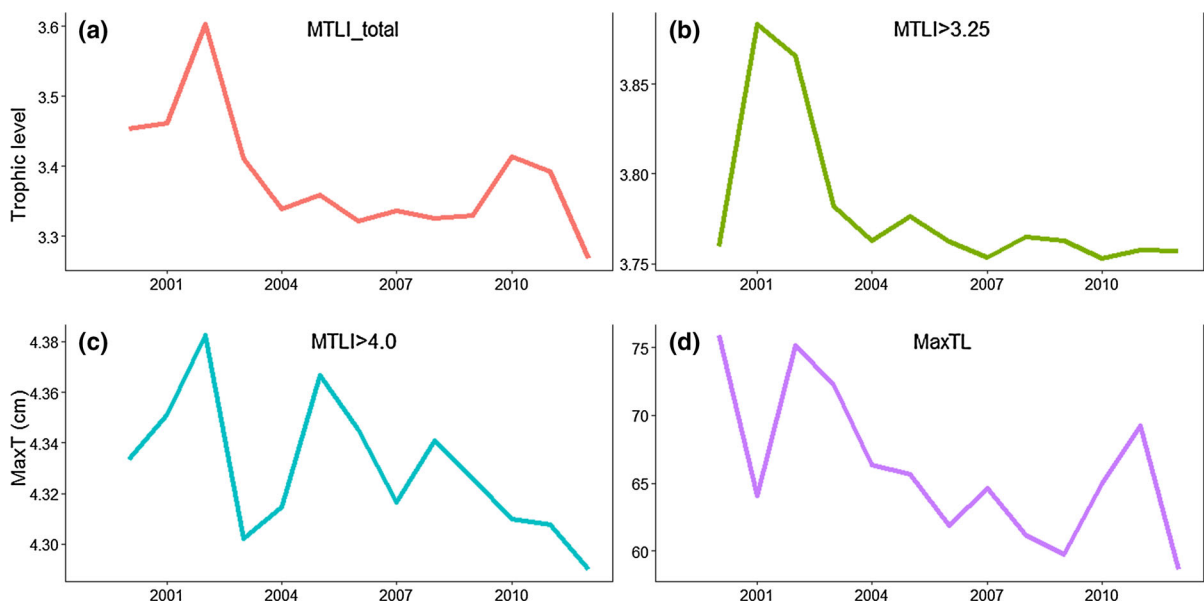 (a) MTLI_total
3.6
3.5
3.4
3.3
Trophic level
2001 2004 2007 2010
(b) MTLI>3.25
3.85
3.80
3.75
2001 2004 2007 2010
(c) MTLI>4.0
4.38
4.36
4.34
4.32
4.30
MaxT (cm)
2001 2004 2007 2010
(d) MaxTL
75
70
65
60
2001 2004 2007 2010